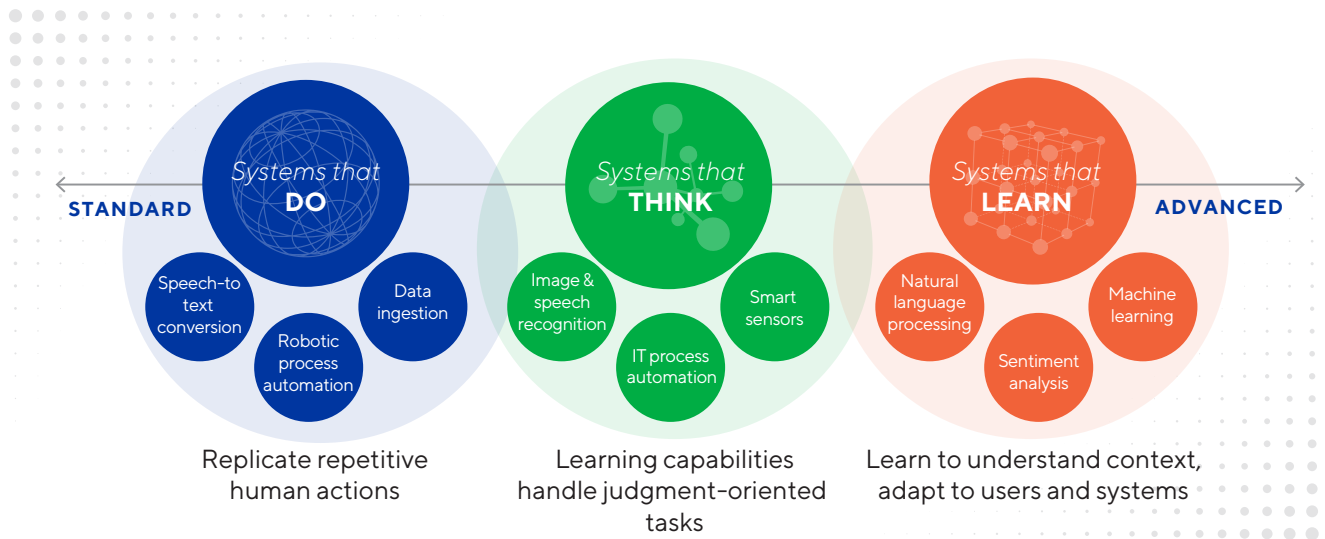 Systems that
DO
STANDARD
Speech-to
text
conversion
Robotic
process
automation
Data
ingestion
Replicate repetitive
human actions
Systems that
THINK
Image &
speech
recognition
IT process
automation
Smart
sensors
Learning capabilities
handle judgment-oriented
tasks
Systems that
LEARN
ADVANCED
Natural
language
processing
Sentiment
analysis
Machine
learning
Learn to understand context,
adapt to users and systems